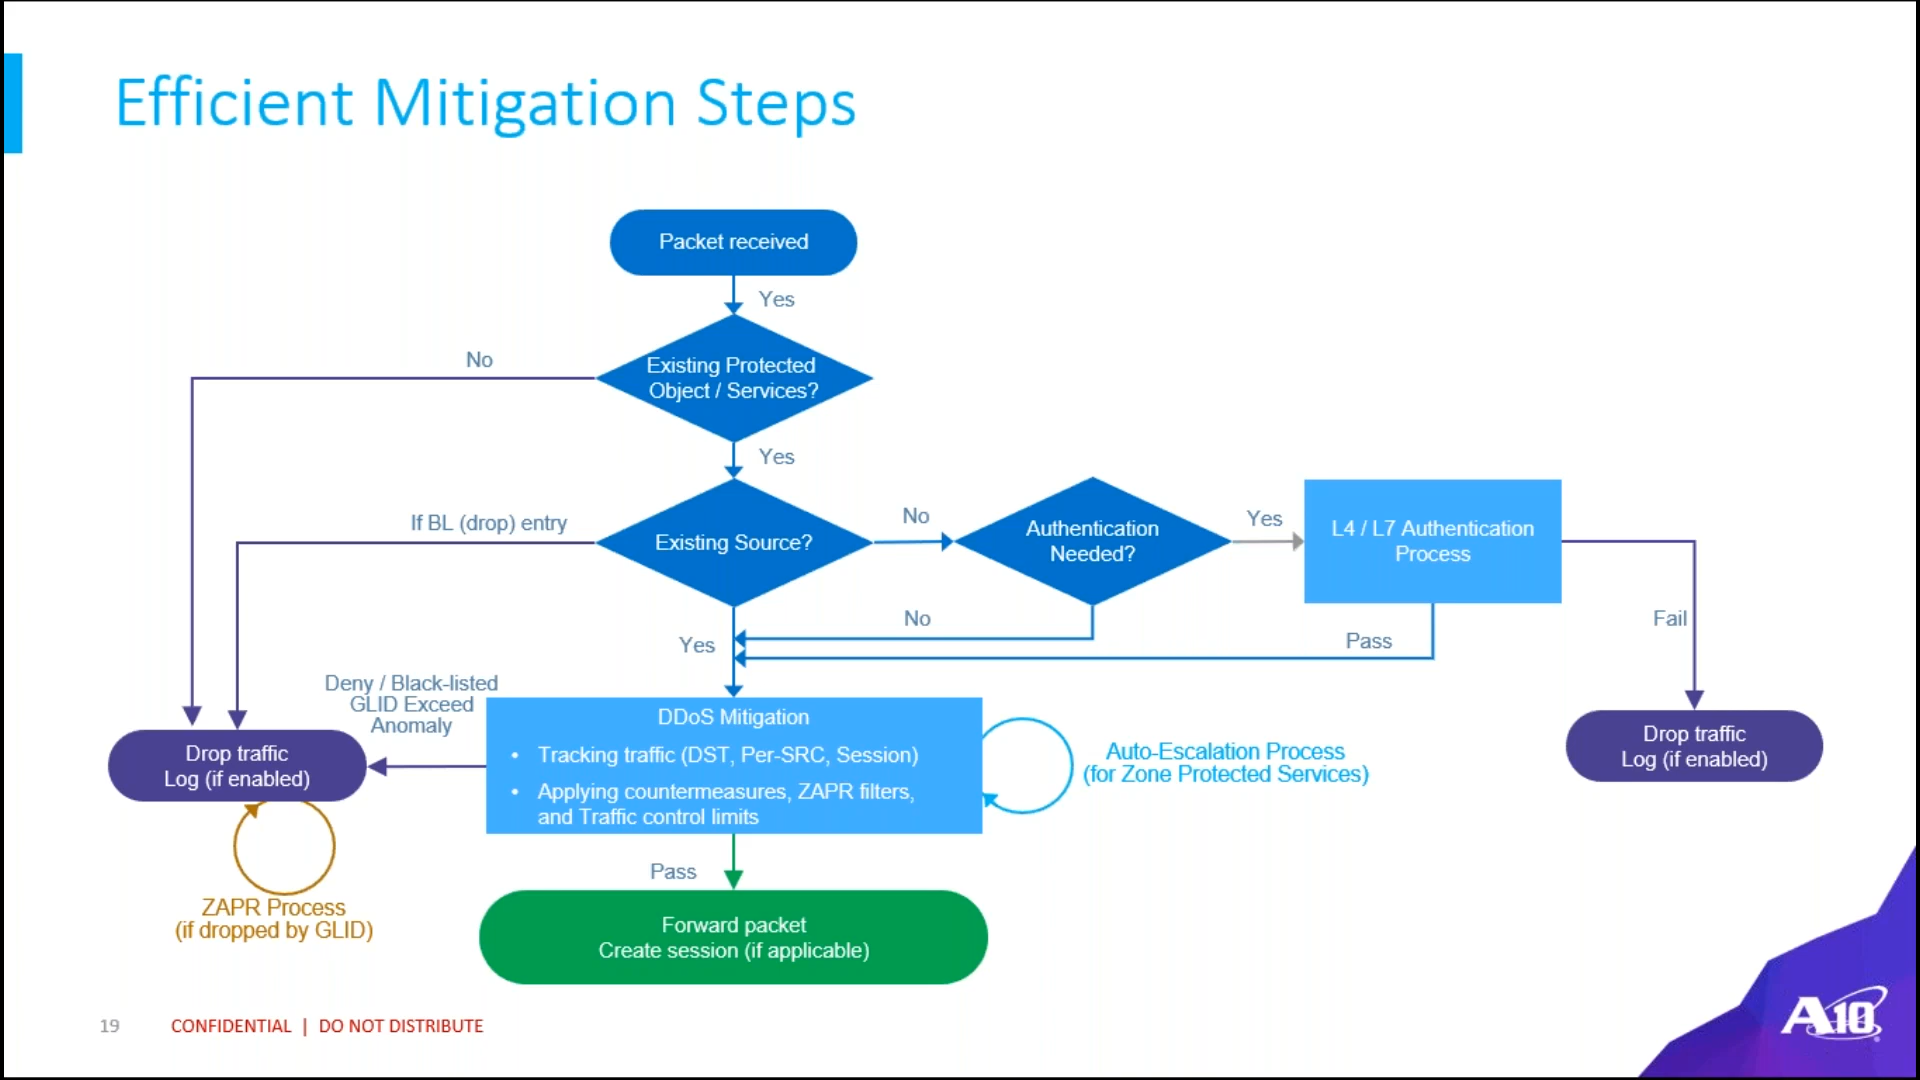 Efficient Mitigation Steps
Packet received
Yes
Existing Protected
Object / Services?
No
Yes
If BL (drop) entry
Existing Source?
No
Authentication
Needed?
Yes
L4 / L7 Authentication
Process
No
Yes
Pass
Fail
Deny / Black-listed
GLID Exceed
Anomaly
DDoS Mitigation
• Tracking traffic (DST, Per-SRC, Session)
• Applying countermeasures, ZAPR filters,
and Traffic control limits
Auto-Escalation Process
(for Zone Protected Services)
Drop traffic
Log (if enabled)
Drop traffic
Log (if enabled)
ZAPR Process
(if dropped by GLID)
Pass
Forward packet
Create session (if applicable)
19
CONFIDENTIAL | DO NOT DISTRIBUTE
A10